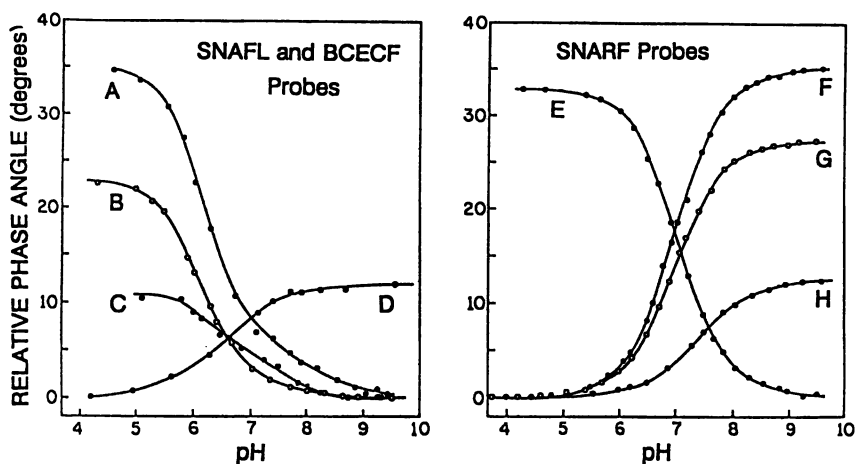 RELATIVE PHASE ANGLE (degrees)
40
30
20
10
0
SNAFL and BCECF
Probes
A
B
C
D
4 5 6 7 8 9 10
pH
40
30
20
10
0
SNARF Probes
E
F
G
H
4 5 6 7 8 9 10
pH